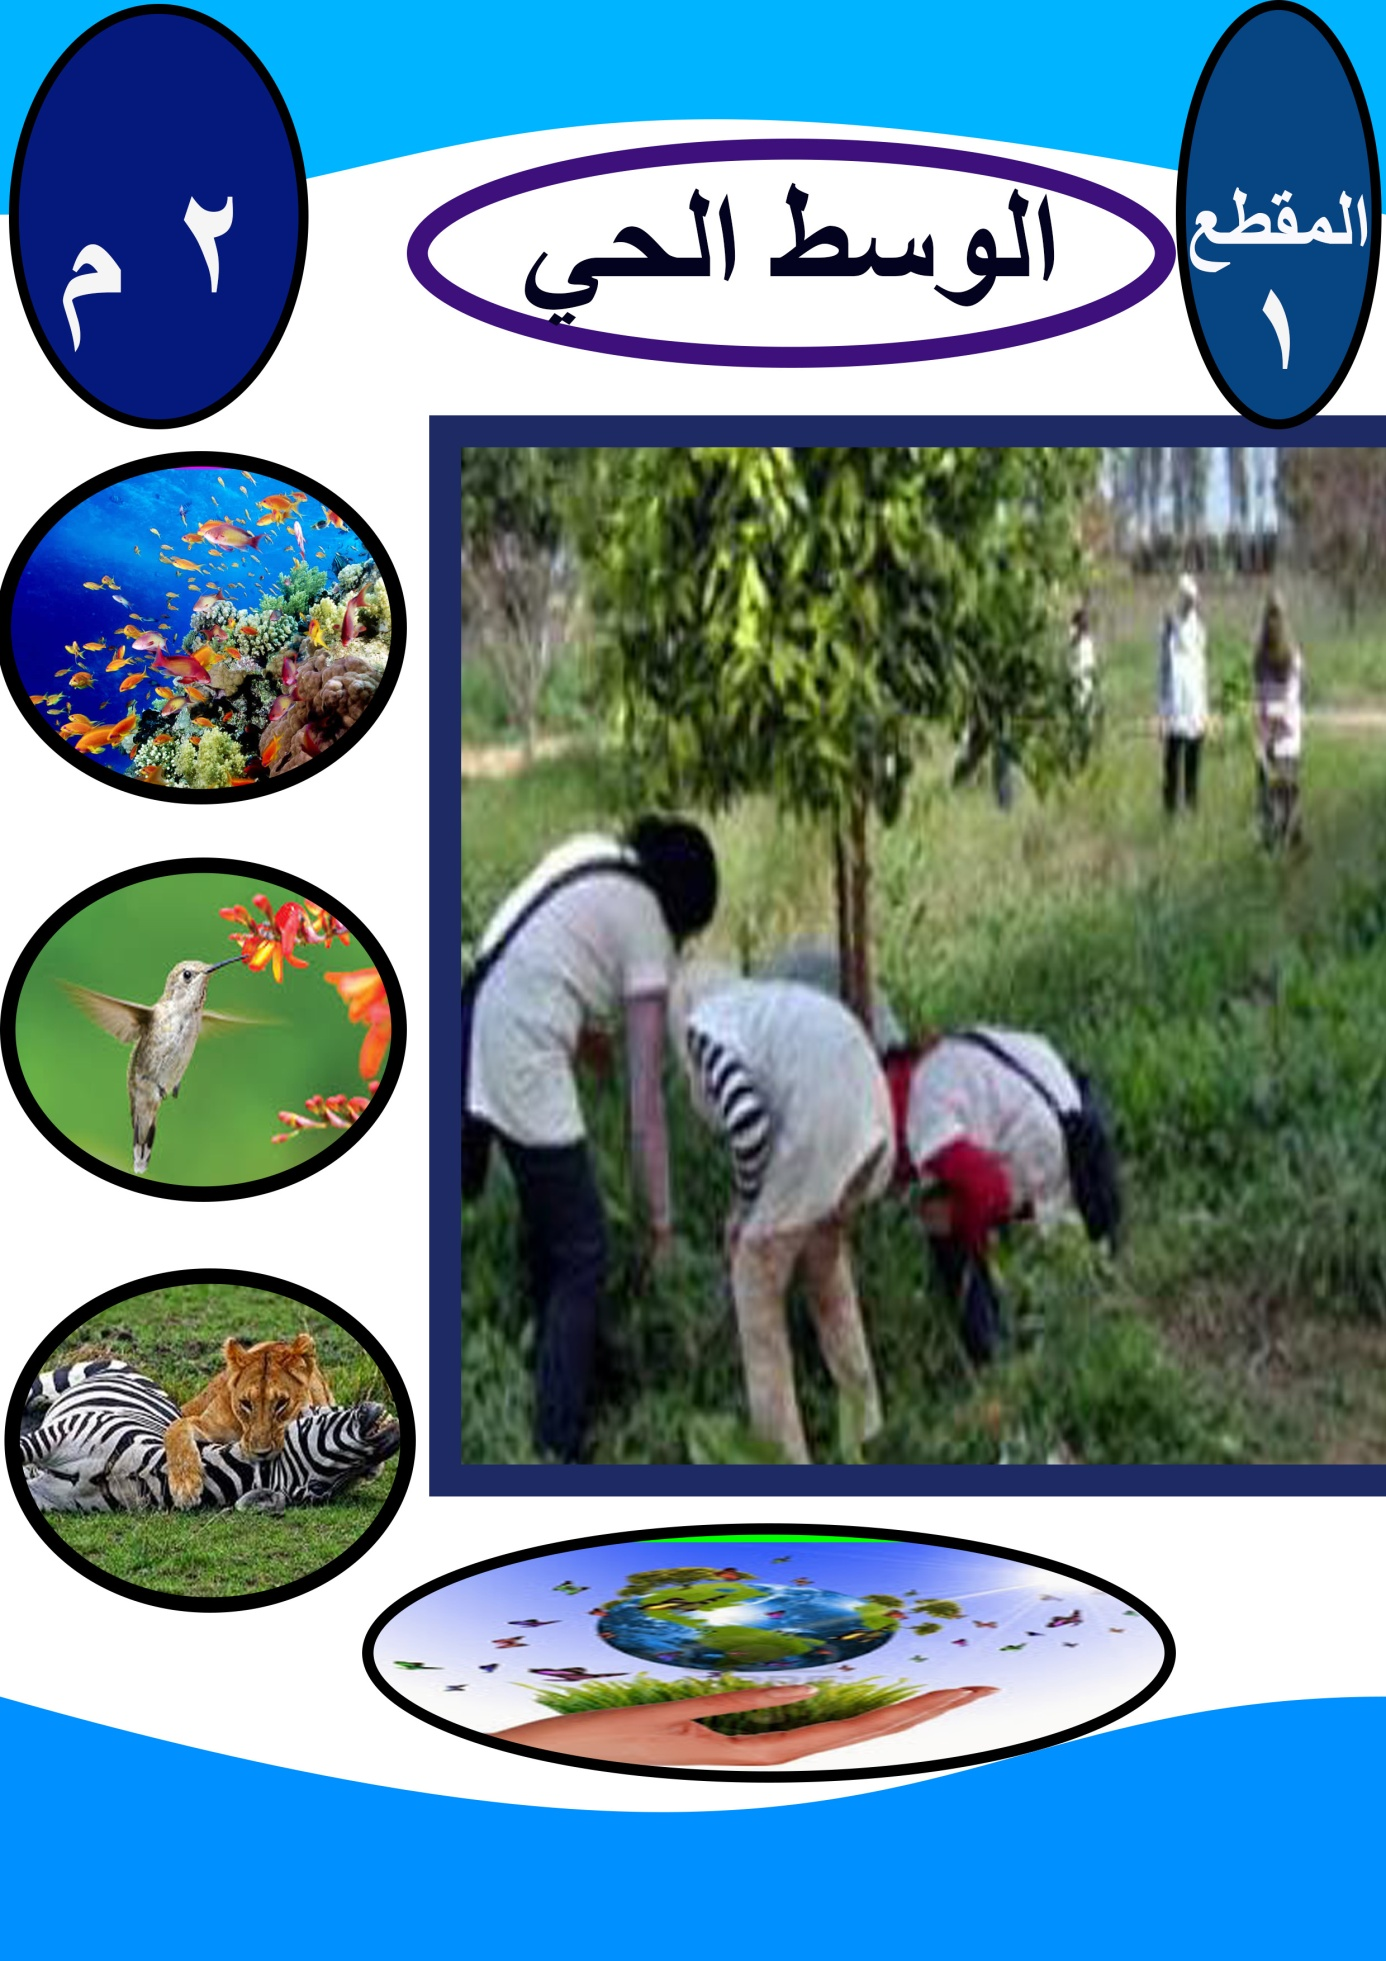 المقطع
١
الوسط الحي
٢ م